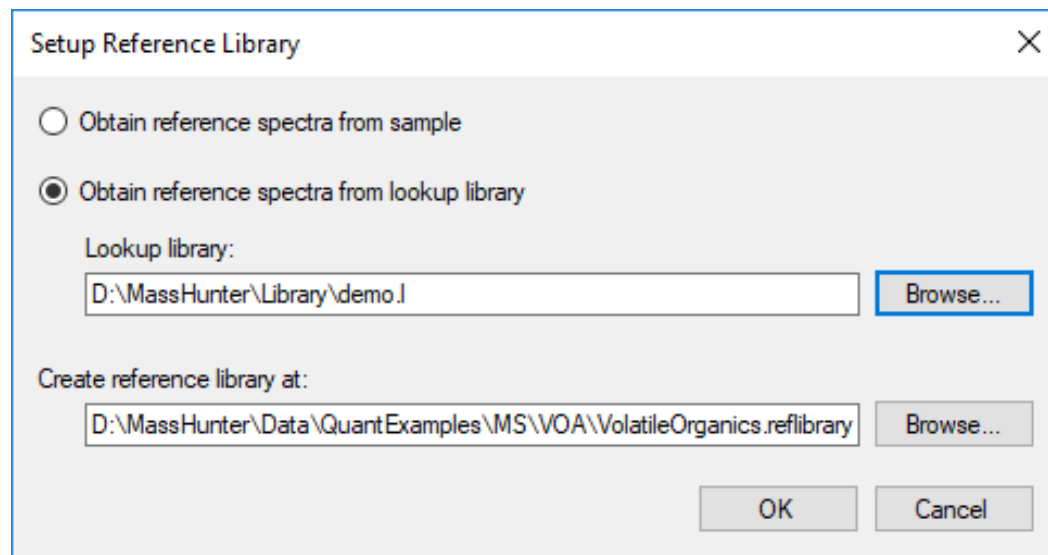 Setup Reference Library
Obtain reference spectra from sample
Obtain reference spectra from lookup library
Lookup library:
D:\MassHunter\Library\demo.l
Browse...
Create reference library at:
D:\MassHunter\Data\QuantExamples\MS\VOA\VolatileOrganics.reflibrary
Browse...
OK
Cancel